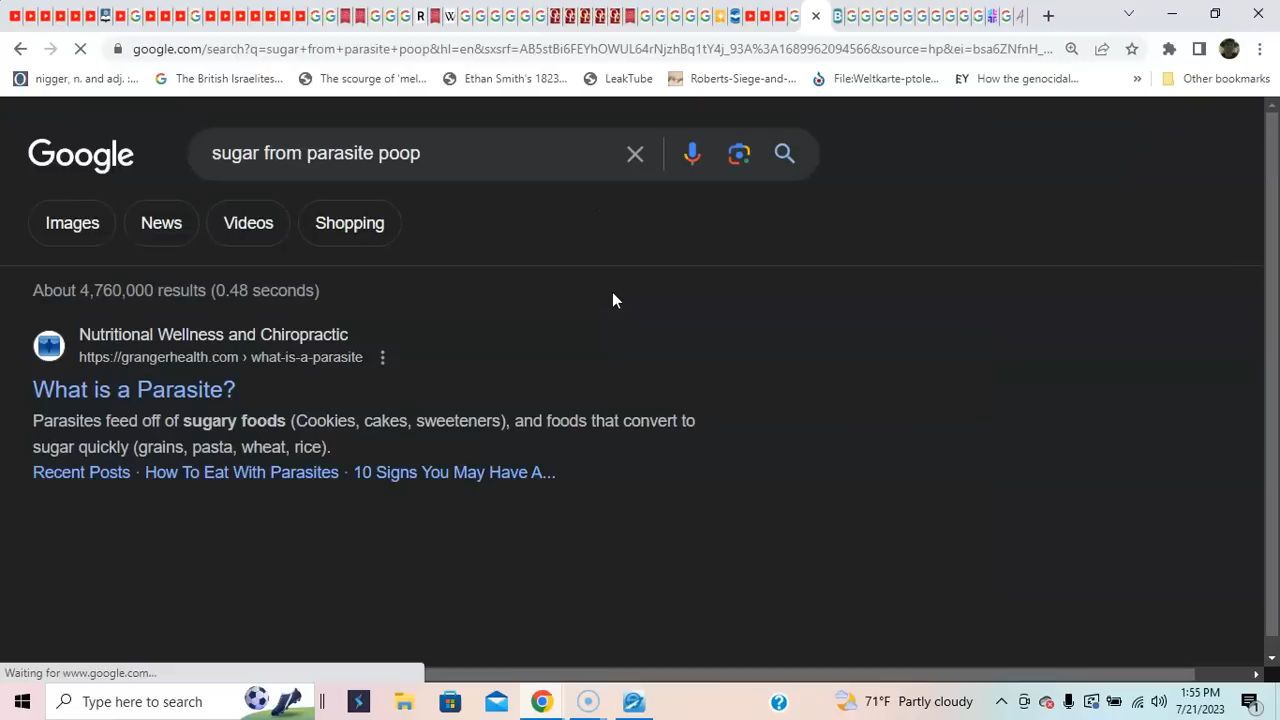 google.com/search?q=sugar+from+parasite+poop&hl=en&sxsrf=AB5stBi6FEYhOWUL64rNjzhBq1tY4j_93A%3A1689962094566&source=hp&ei=bsa6ZNfnH_...
nigger, n. and adj. :... The British Israelites... The scourge of 'mel... Ethan Smith's 1823... LeakTube Roberts-Siege-and-... File:Weltkarte-ptole... EY How the genocidal... » Other bookmarks
Google
sugar from parasite poop
Images News Videos Shopping
About 4,760,000 results (0.48 seconds)
Nutritional Wellness and Chiropractic
https://grangerhealth.com › what-is-a-parasite
What is a Parasite?
Parasites feed off of sugary foods (Cookies, cakes, sweeteners), and foods that convert to
sugar quickly (grains, pasta, wheat, rice).
Recent Posts · How To Eat With Parasites · 10 Signs You May Have A...
Waiting for www.google.com...
Type here to search
71°F Partly cloudy
1:55 PM
7/21/2023